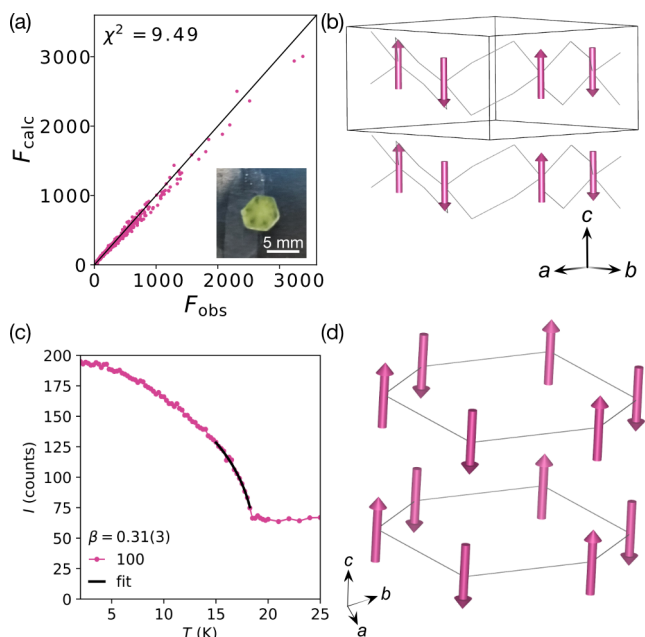 (a)
χ² = 9.49
F_calc
3000
2000
1000
0
0
1000
2000
3000
F_obs
5 mm
(b)
c
a
b
(c)
I (counts)
200
175
150
125
100
75
50
25
0
β = 0.31(3)
100
fit
5
10
15
20
25
T (K)
(d)
c
b
a